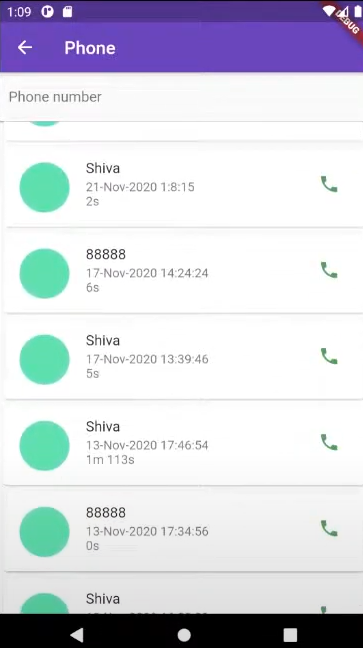 1:09
DEBUG
Phone
Phone number
Shiva
21-Nov-2020 1:8:15
2s
88888
17-Nov-2020 14:24:24
6s
Shiva
17-Nov-2020 13:39:46
5s
Shiva
13-Nov-2020 17:46:54
1m 113s
88888
13-Nov-2020 17:34:56
0s
Shiva